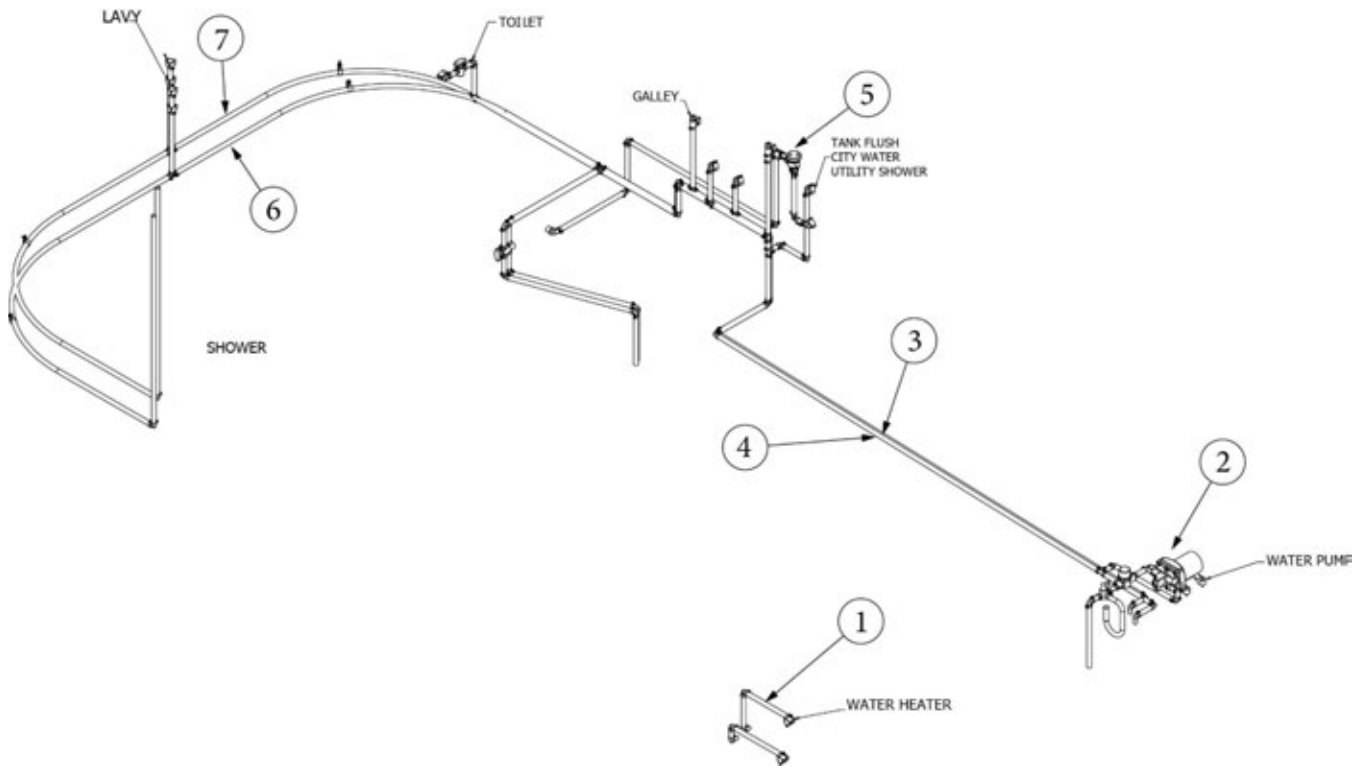 LAVY
7
TOILET
GALLEY
5
TANK FLUSH
CITY WATER
UTILITY SHOWER
6
SHOWER
3
4
2
WATER PUMP
1
WATER HEATER